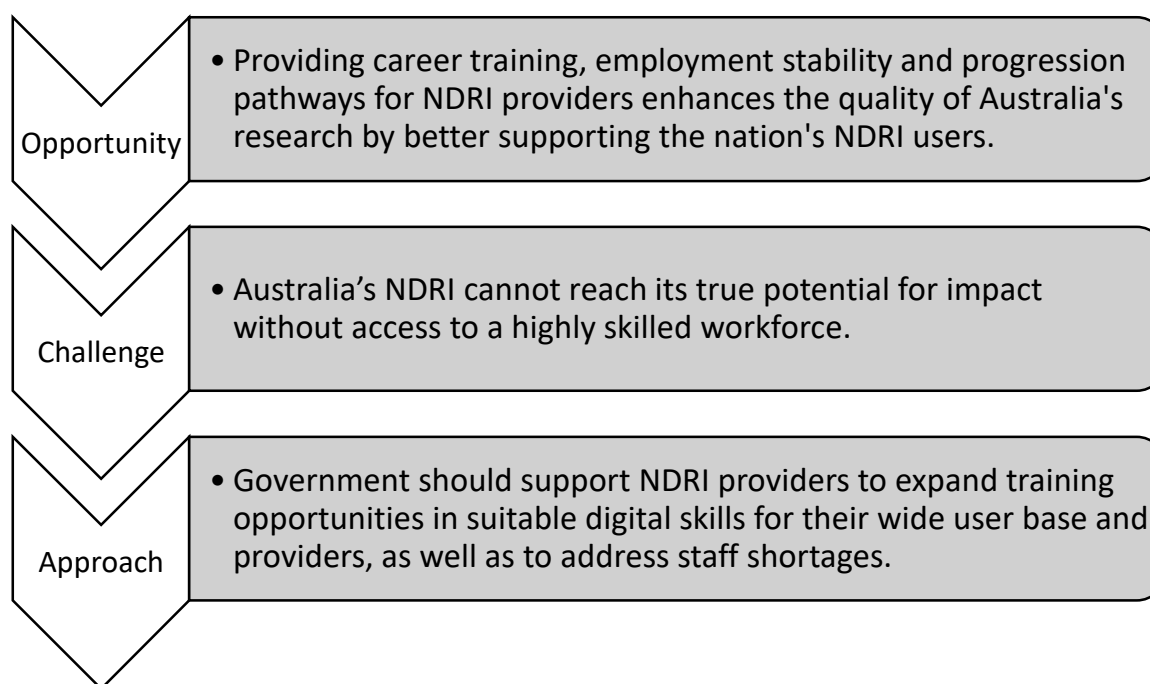 Opportunity
• Providing career training, employment stability and progression
pathways for NDRI providers enhances the quality of Australia's
research by better supporting the nation's NDRI users.
Challenge
• Australia’s NDRI cannot reach its true potential for impact
without access to a highly skilled workforce.
Approach
• Government should support NDRI providers to expand training
opportunities in suitable digital skills for their wide user base and
providers, as well as to address staff shortages.